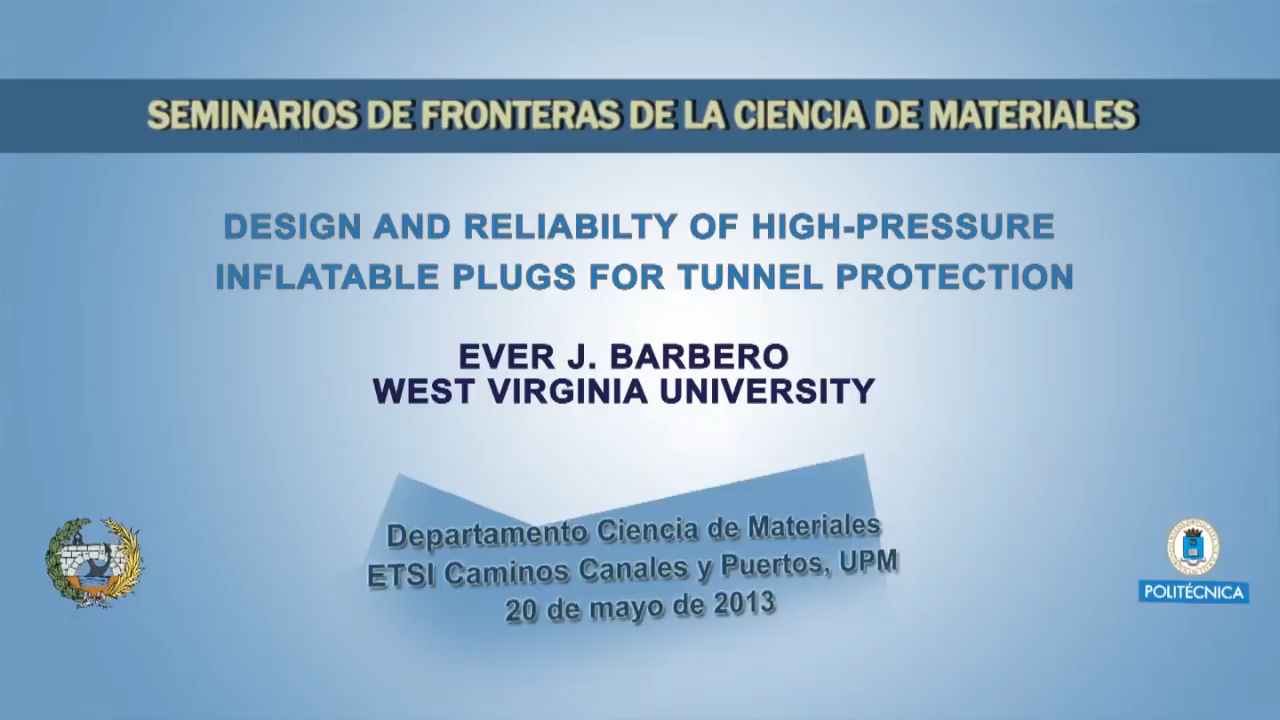 SEMINARIOS DE FRONTERAS DE LA CIENCIA DE MATERIALES
DESIGN AND RELIABILTY OF HIGH-PRESSURE
INFLATABLE PLUGS FOR TUNNEL PROTECTION
EVER J. BARBERO
WEST VIRGINIA UNIVERSITY
Departamento Ciencia de Materiales
ETSI Caminos Canales y Puertos, UPM
20 de mayo de 2013
POLITÉCNICA